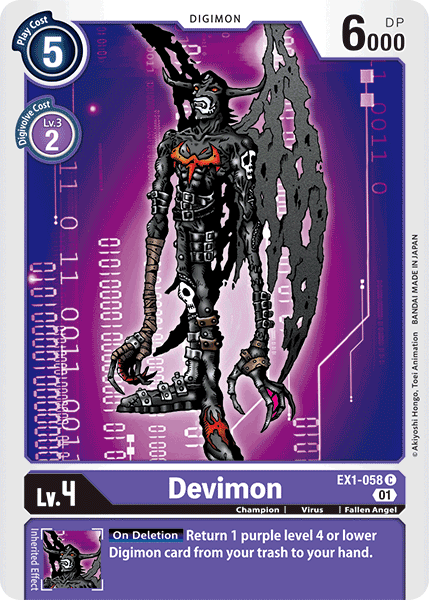 Play Cost
5
DIGIMON
6000
DP
Digivolve Cost
Lv.3
2
© Akiyoshi Hongo, Toei Animation BANDAI MADE IN JAPAN
Lv.4
Devimon
EX1-058 C
01
Champion | Virus | Fallen Angel
Inherited Effect
On Deletion Return 1 purple level 4 or lower
Digimon card from your trash to your hand.